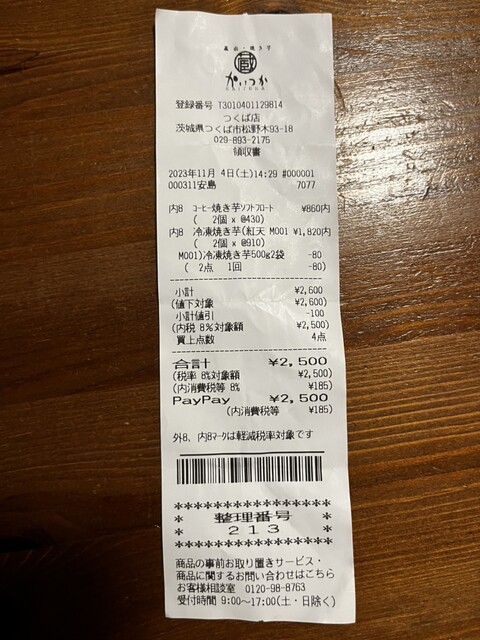 蔵出し焼き芋
蔵
かいつか
KAITSUKA
登録番号 T3010401129814
つくば店
茨城県つくば市松野木93-18
029-893-2175
領収書
2023年11月 4日(土)14:29 #000001
000311安島 7077
内8 コーヒー焼き芋ソフトフロート ¥860内
( 2個 x @430)
内8 冷凍焼き芋(紅天 M001 ¥1,820内
( 2個 x @910)
M001)冷凍焼き芋500g2袋 -80
( 2点 1回 -80)
小計 ¥2,600
(値下対象 ¥2,600)
小計値引 -100
(内税 8%対象額 ¥2,500)
買上点数 4点
合計 ¥2,500
(税率 8%対象額 ¥2,500)
(内消費税等 8% ¥185)
PayPay ¥2,500
(内消費税等 ¥185)
外8、内8マークは軽減税率対象です
********************
* 整理番号 *
* 213 *
********************
商品の事前お取り置きサービス・
商品に関するお問い合わせはこちら
お客様相談室 0120-98-8763
受付時間 9:00~17:00(土・日除く)